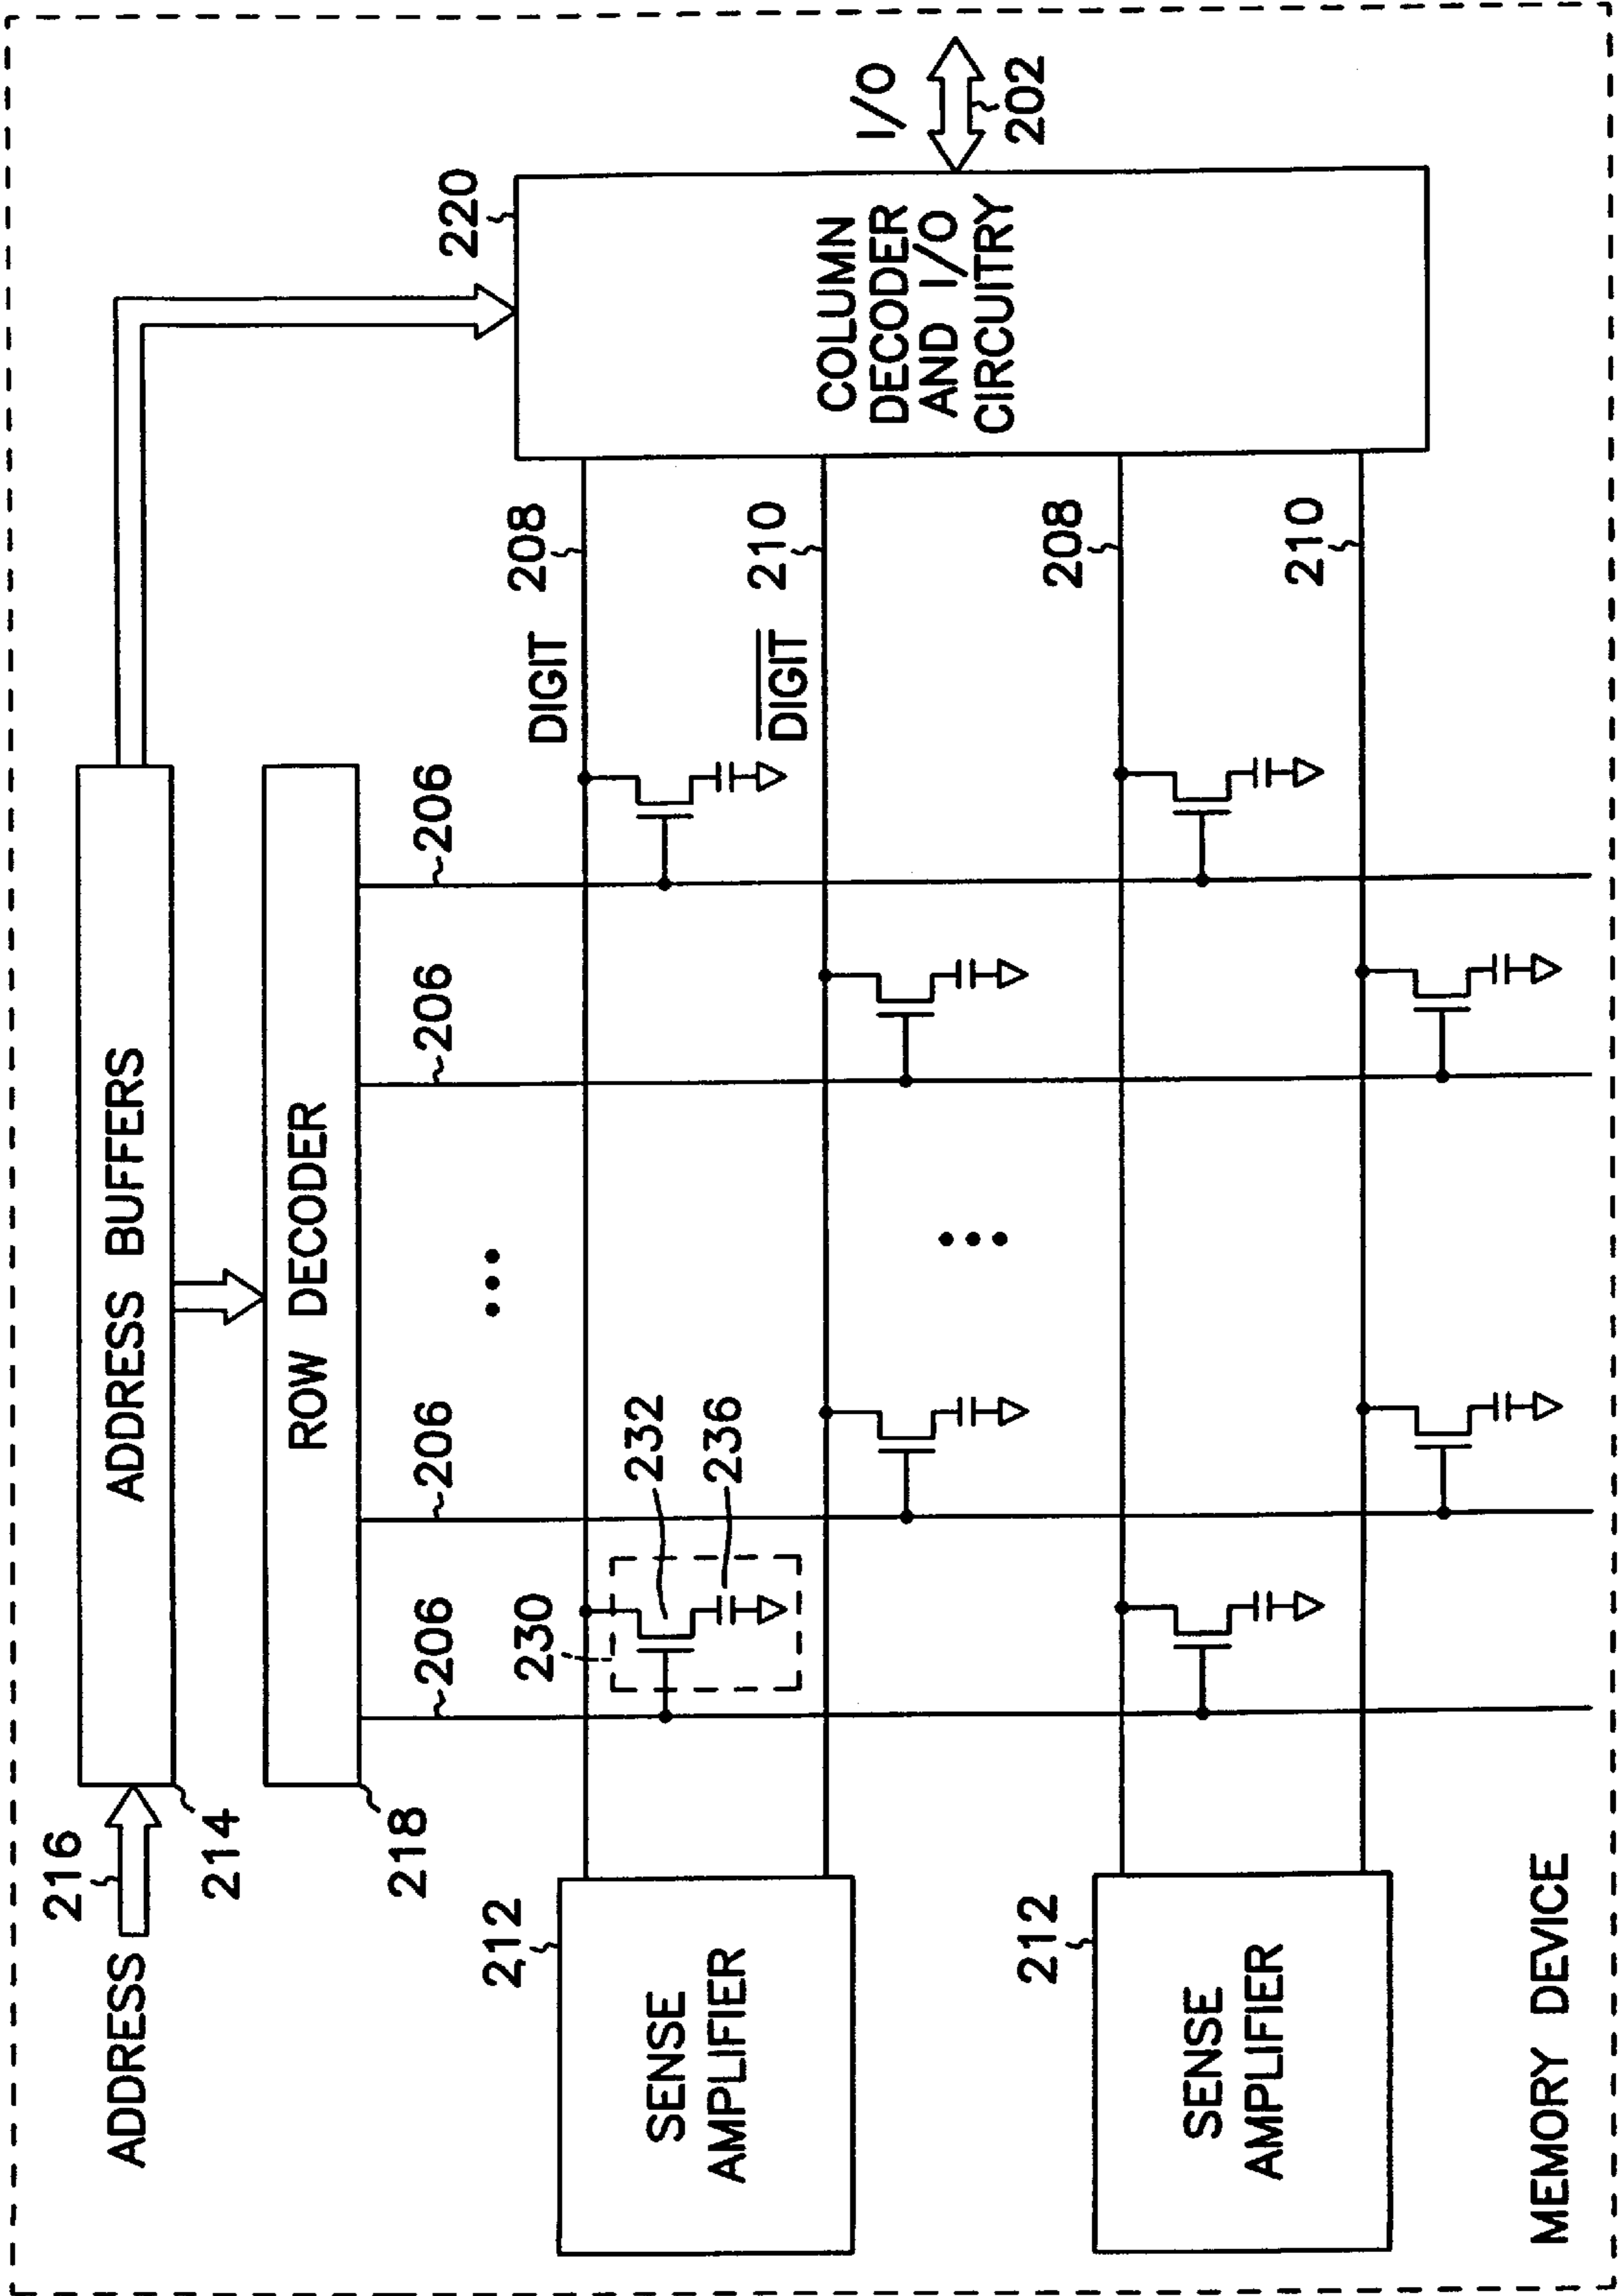 ADDRESS
216
214
ADDRESS BUFFERS
218
ROW DECODER
206
206
206
206
220
212
SENSE
AMPLIFIER
230
232
236
DIGIT
208
D̅I̅G̅I̅T̅
210
COLUMN
DECODER
AND I/O
CIRCUITRY
I/O
202
212
SENSE
AMPLIFIER
208
210
MEMORY DEVICE